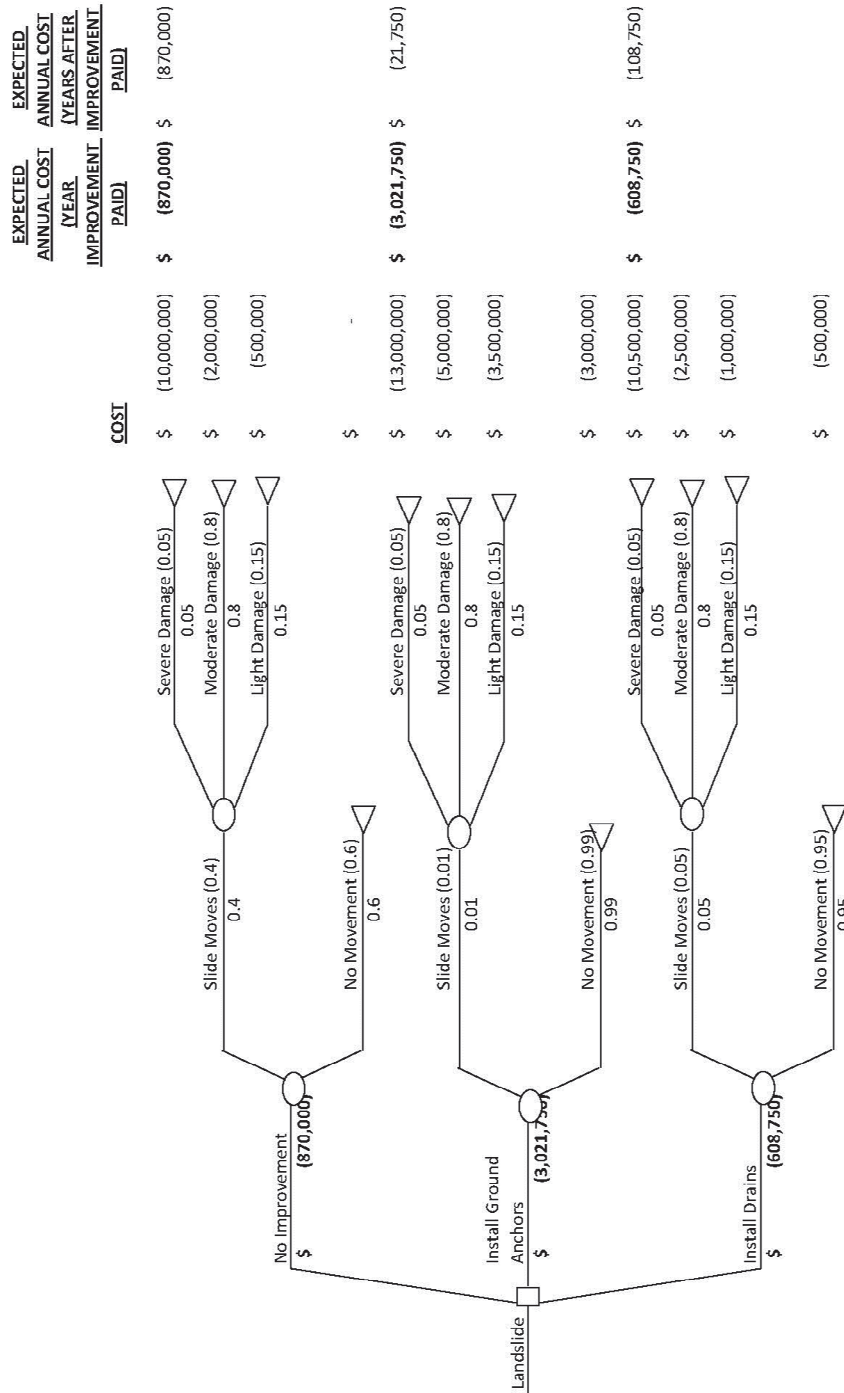 COST
EXPECTED
ANNUAL COST
(YEAR
IMPROVEMENT
PAID)
EXPECTED
ANNUAL COST
(YEARS AFTER
IMPROVEMENT
PAID)
Severe Damage (0.05)
0.05
$ (10,000,000)
$ (870,000)
$ (870,000)
Slide Moves (0.4)
0.4
Moderate Damage (0.8)
0.8
$ (2,000,000)
Light Damage (0.15)
0.15
$ (500,000)
No Improvement
$ (870,000)
No Movement (0.6)
0.6
$ -
Severe Damage (0.05)
0.05
$ (13,000,000)
$ (3,021,750)
$ (21,750)
Slide Moves (0.01)
0.01
Moderate Damage (0.8)
0.8
$ (5,000,000)
Light Damage (0.15)
0.15
$ (3,500,000)
Landslide
Install Ground
Anchors
$ (3,021,750)
No Movement (0.99)
0.99
$ (3,000,000)
Severe Damage (0.05)
0.05
$ (10,500,000)
$ (608,750)
$ (108,750)
Slide Moves (0.05)
0.05
Moderate Damage (0.8)
0.8
$ (2,500,000)
Light Damage (0.15)
0.15
$ (1,000,000)
Install Drains
$ (608,750)
No Movement (0.95)
0.95
$ (500,000)